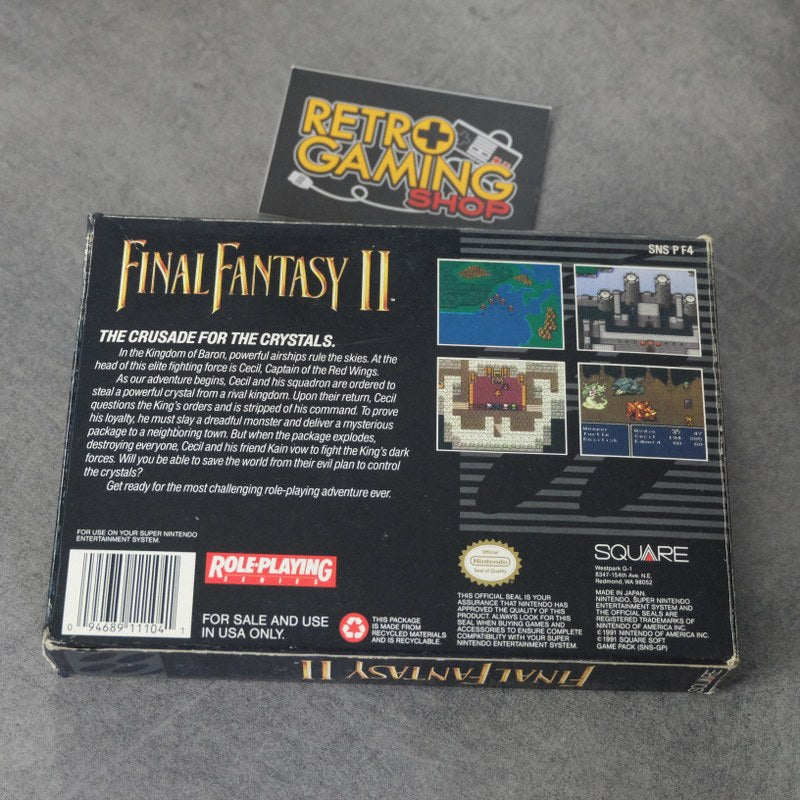 RETRO
GAMING
SHOP
SNS P F4
FINAL FANTASY II
THE CRUSADE FOR THE CRYSTALS.
In the Kingdom of Baron, powerful airships rule the skies. At the
head of this elite fighting force is Cecil, Captain of the Red Wings.
As our adventure begins, Cecil and his squadron are ordered to
steal a powerful crystal from a rival kingdom. Upon their return, Cecil
questions the King's orders and is stripped of his command. To prove
his loyalty, he must slay a dreadful monster and deliver a mysterious
package to a neighboring town. But when the package explodes,
destroying everyone, Cecil and his friend Kain vow to fight the King's dark
forces. Will you be able to save the world from their evil plan to control
the crystals?
Get ready for the most challenging role-playing adventure ever.
Weeper
Turtle
Basilisk
Rydia 35 47
Cecil 194 285
Edward 60 60
FOR USE ON YOUR SUPER NINTENDO
ENTERTAINMENT SYSTEM.
0 94689 11104 1
ROLE-PLAYING
SERIES
FOR SALE AND USE
IN USA ONLY.
THIS PACKAGE
IS MADE FROM
RECYCLED MATERIALS
AND IS RECYCLABLE.
Official
Nintendo
Seal of Quality
THIS OFFICIAL SEAL IS YOUR
ASSURANCE THAT NINTENDO HAS
APPROVED THE QUALITY OF THIS
PRODUCT. ALWAYS LOOK FOR THIS
SEAL WHEN BUYING GAMES AND
ACCESSORIES TO ENSURE COMPLETE
COMPATIBILITY WITH YOUR SUPER
NINTENDO ENTERTAINMENT SYSTEM.
SQUARE
Westpark G-1
8347-154th Ave. N.E.
Redmond, WA 98052
MADE IN JAPAN.
NINTENDO, SUPER NINTENDO
ENTERTAINMENT SYSTEM AND
THE OFFICIAL SEALS ARE
REGISTERED TRADEMARKS OF
NINTENDO OF AMERICA INC.
© 1991 NINTENDO OF AMERICA INC.
© 1991 SQUARE SOFT
GAME PACK (SNS-GP)
FINAL FANTASY II
SQUARE